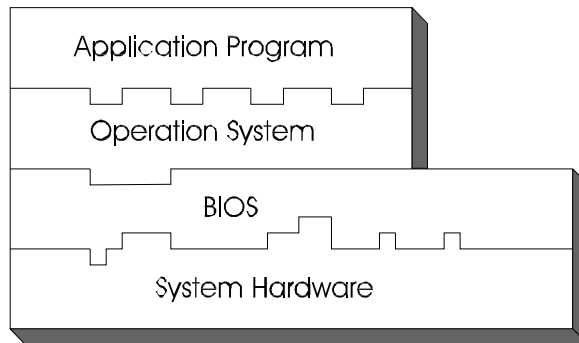 Application Program
Operation System
BIOS
System Hardware